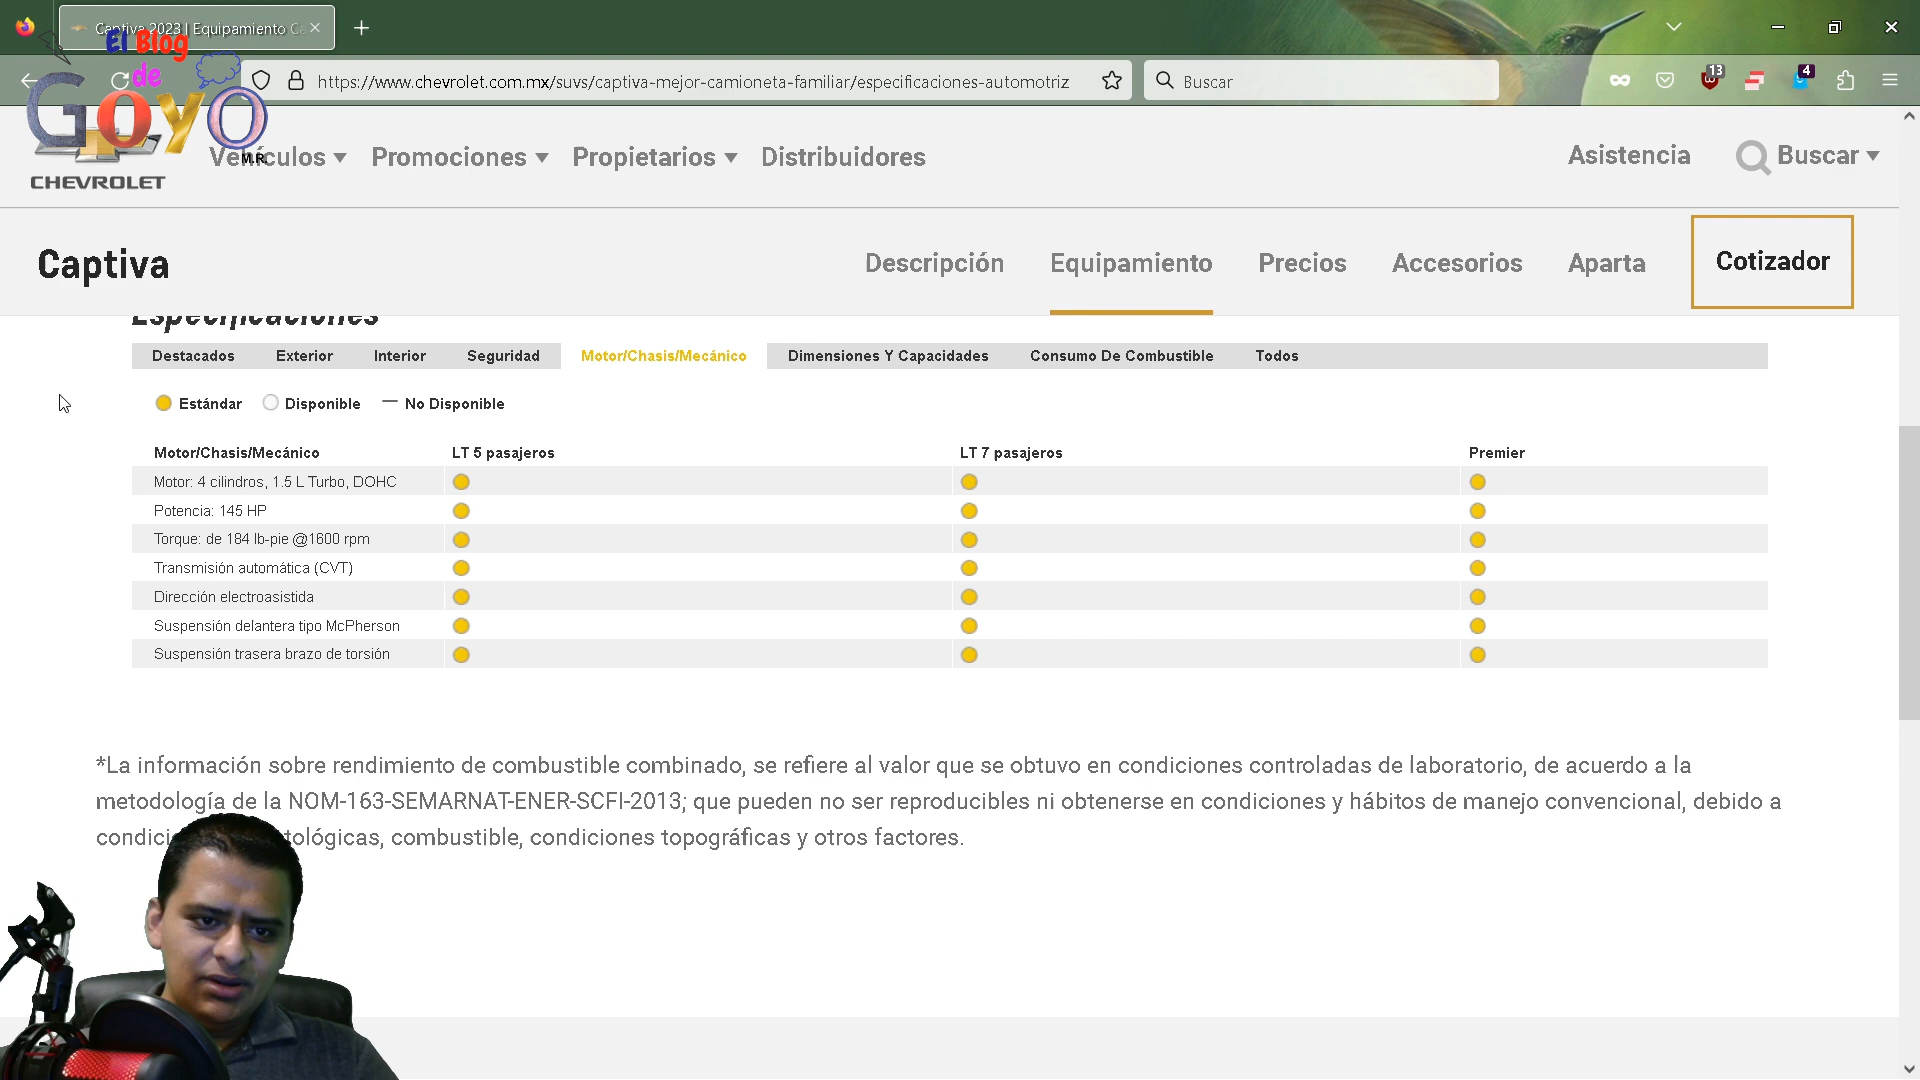 Captiva 2023 | Equipamiento Ca
El Blog
de
GOYO
M.R.
https://www.chevrolet.com.mx/suvs/captiva-mejor-camioneta-familiar/especificaciones-automotriz
Buscar
13
4
CHEVROLET
Vehículos
Promociones
Propietarios
Distribuidores
Asistencia
Buscar
Captiva
Descripción
Equipamiento
Precios
Accesorios
Aparta
Cotizador
Especificaciones
Destacados
Exterior
Interior
Seguridad
Motor/Chasis/Mecánico
Dimensiones Y Capacidades
Consumo De Combustible
Todos
Estándar
Disponible
No Disponible
Motor/Chasis/Mecánico
LT 5 pasajeros
LT 7 pasajeros
Premier
Motor: 4 cilindros, 1.5 L Turbo, DOHC
Potencia: 145 HP
Torque: de 184 lb-pie @1600 rpm
Transmisión automática (CVT)
Dirección electroasistida
Suspensión delantera tipo McPherson
Suspensión trasera brazo de torsión
*La información sobre rendimiento de combustible combinado, se refiere al valor que se obtuvo en condiciones controladas de laboratorio, de acuerdo a la
metodología de la NOM-163-SEMARNAT-ENER-SCFI-2013; que pueden no ser reproducibles ni obtenerse en condiciones y hábitos de manejo convencional, debido a
combustible, condiciones topográficas y otros factores.